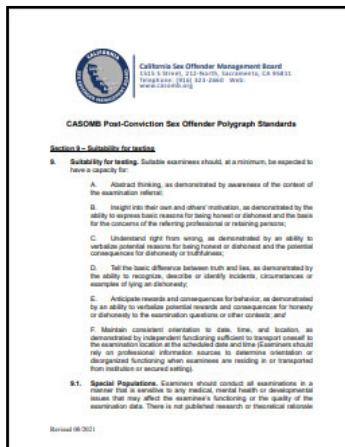 CALIFORNIA
SEX OFFENDER MANAGEMENT BOARD
California Sex Offender Management Board
1515 S Street, 212-North, Sacramento, CA 95811
Telephone: (916) 323-2660 Web:
www.casomb.org
CASOMB Post-Conviction Sex Offender Polygraph Standards
Section 9 – Suitability for testing
9. Suitability for testing. Suitable examinees should, at a minimum, be expected to
have a capacity for:
A. Abstract thinking, as demonstrated by awareness of the context of
the examination referral;
B. Insight into their own and others' motivation, as demonstrated by the
ability to express basic reasons for being honest or dishonest and the basis
for the concerns of the referring professional or retaining persons;
C. Understand right from wrong, as demonstrated by an ability to
verbalize potential reasons for being honest or dishonest and the potential
consequences for dishonesty or truthfulness;
D. Tell the basic difference between truth and lies, as demonstrated by
the ability to recognize, describe or identify incidents, circumstances or
examples of lying an dishonesty;
E. Anticipate rewards and consequences for behavior, as demonstrated
by an ability to verbalize potential rewards and consequences for honesty
or dishonesty to the examination questions or other contexts; and
F. Maintain consistent orientation to date, time, and location, as
demonstrated by independent functioning sufficient to transport oneself to
the examination location at the scheduled date and time (Examiners should
rely on professional information sources to determine orientation or
disorganized functioning when examinees are residing in or transported
from institution or secured setting).
9.1. Special Populations. Examiners should conduct all examinations in a
manner that is sensitive to any medical, mental health or developmental
issues that may affect the examinee's functioning or the quality of the
examination data. There is not published research or theoretical rationale
Revised 08/2021